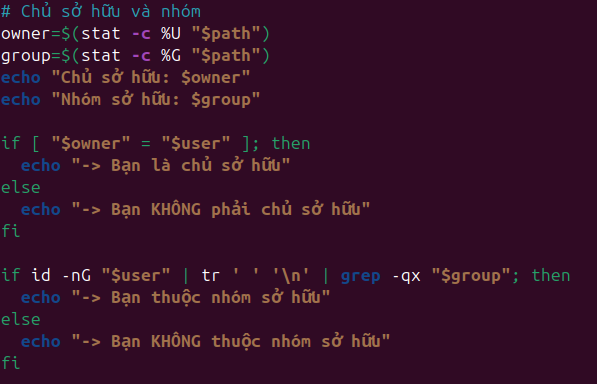 # Chủ sở hữu và nhóm
owner=$(stat -c %U "$path")
group=$(stat -c %G "$path")
echo "Chủ sở hữu: $owner"
echo "Nhóm sở hữu: $group"

if [ "$owner" = "$user" ]; then
  echo "-> Bạn là chủ sở hữu"
else
  echo "-> Bạn KHÔNG phải chủ sở hữu"
fi

if id -nG "$user" | tr ' ' '\n' | grep -qx "$group"; then
  echo "-> Bạn thuộc nhóm sở hữu"
else
  echo "-> Bạn KHÔNG thuộc nhóm sở hữu"
fi